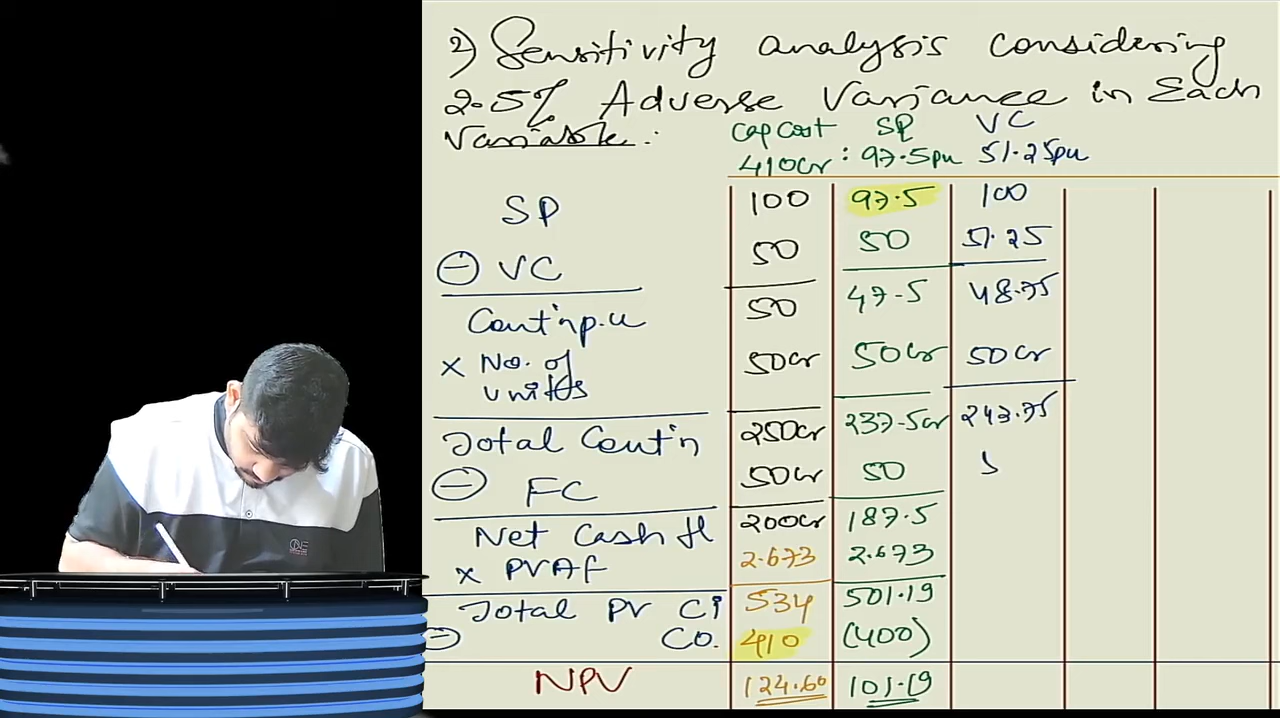 2) Sensitivity analysis considering
2.5% Adverse Variance in Each
Variable:
Cap Cost SP VC
410Cr : 97.5pu 51.25pu
SP 100 97.5 100
(-) VC 50 50 51.25
Cont'n p.u 50 47.5 48.75
x No. of units 50Cr 50Cr 50Cr
Total Cont'n 250Cr 237.5Cr 243.75
(-) FC 50Cr 50
Net Cash fl 200Cr 187.5
x PVAF 2.673 2.673
Total PV CI 534 501.19
(-) CO. 410 (400)
NPV 124.60 101.19